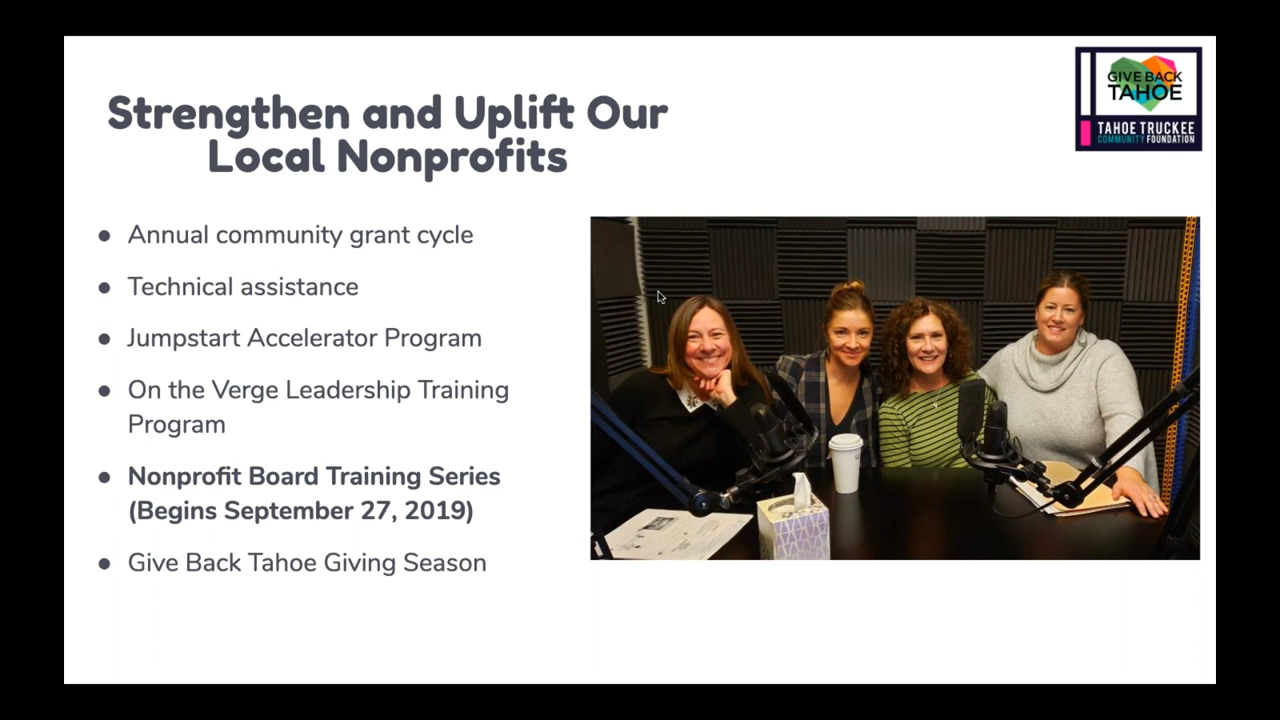 Strengthen and Uplift Our
Local Nonprofits
GIVE BACK
TAHOE
TAHOE TRUCKEE
COMMUNITY FOUNDATION
● Annual community grant cycle
● Technical assistance
● Jumpstart Accelerator Program
● On the Verge Leadership Training
Program
● Nonprofit Board Training Series
(Begins September 27, 2019)
● Give Back Tahoe Giving Season